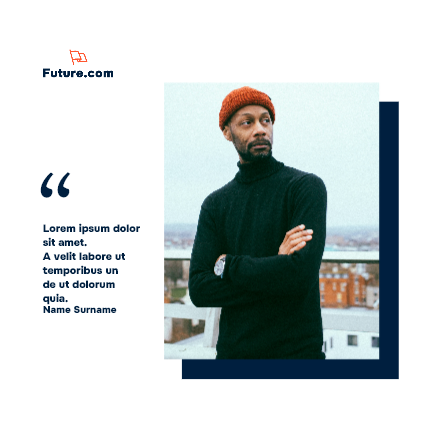 Future.com
“
Lorem ipsum dolor
sit amet.
A velit labore ut
temporibus un
de ut dolorum
quia.
Name Surname